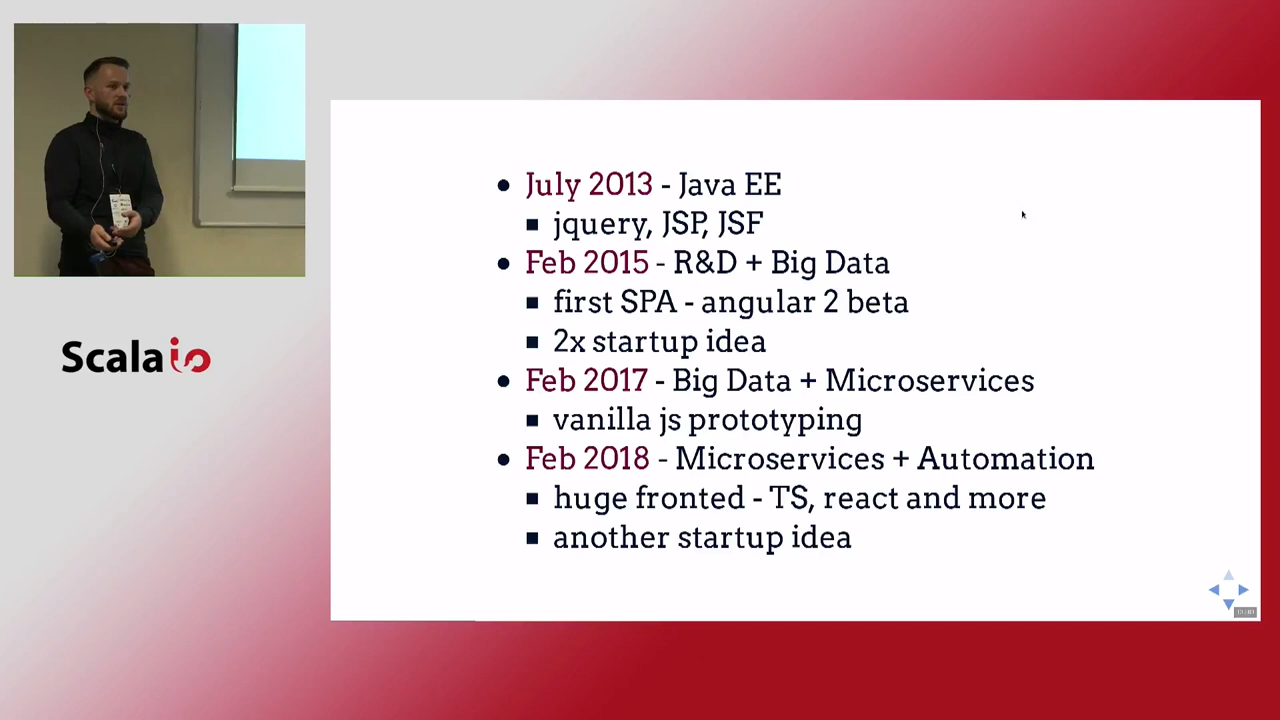 Scala io
• July 2013 - Java EE
▪ jquery, JSP, JSF
• Feb 2015 - R&D + Big Data
▪ first SPA - angular 2 beta
▪ 2x startup idea
• Feb 2017 - Big Data + Microservices
▪ vanilla js prototyping
• Feb 2018 - Microservices + Automation
▪ huge fronted - TS, react and more
▪ another startup idea